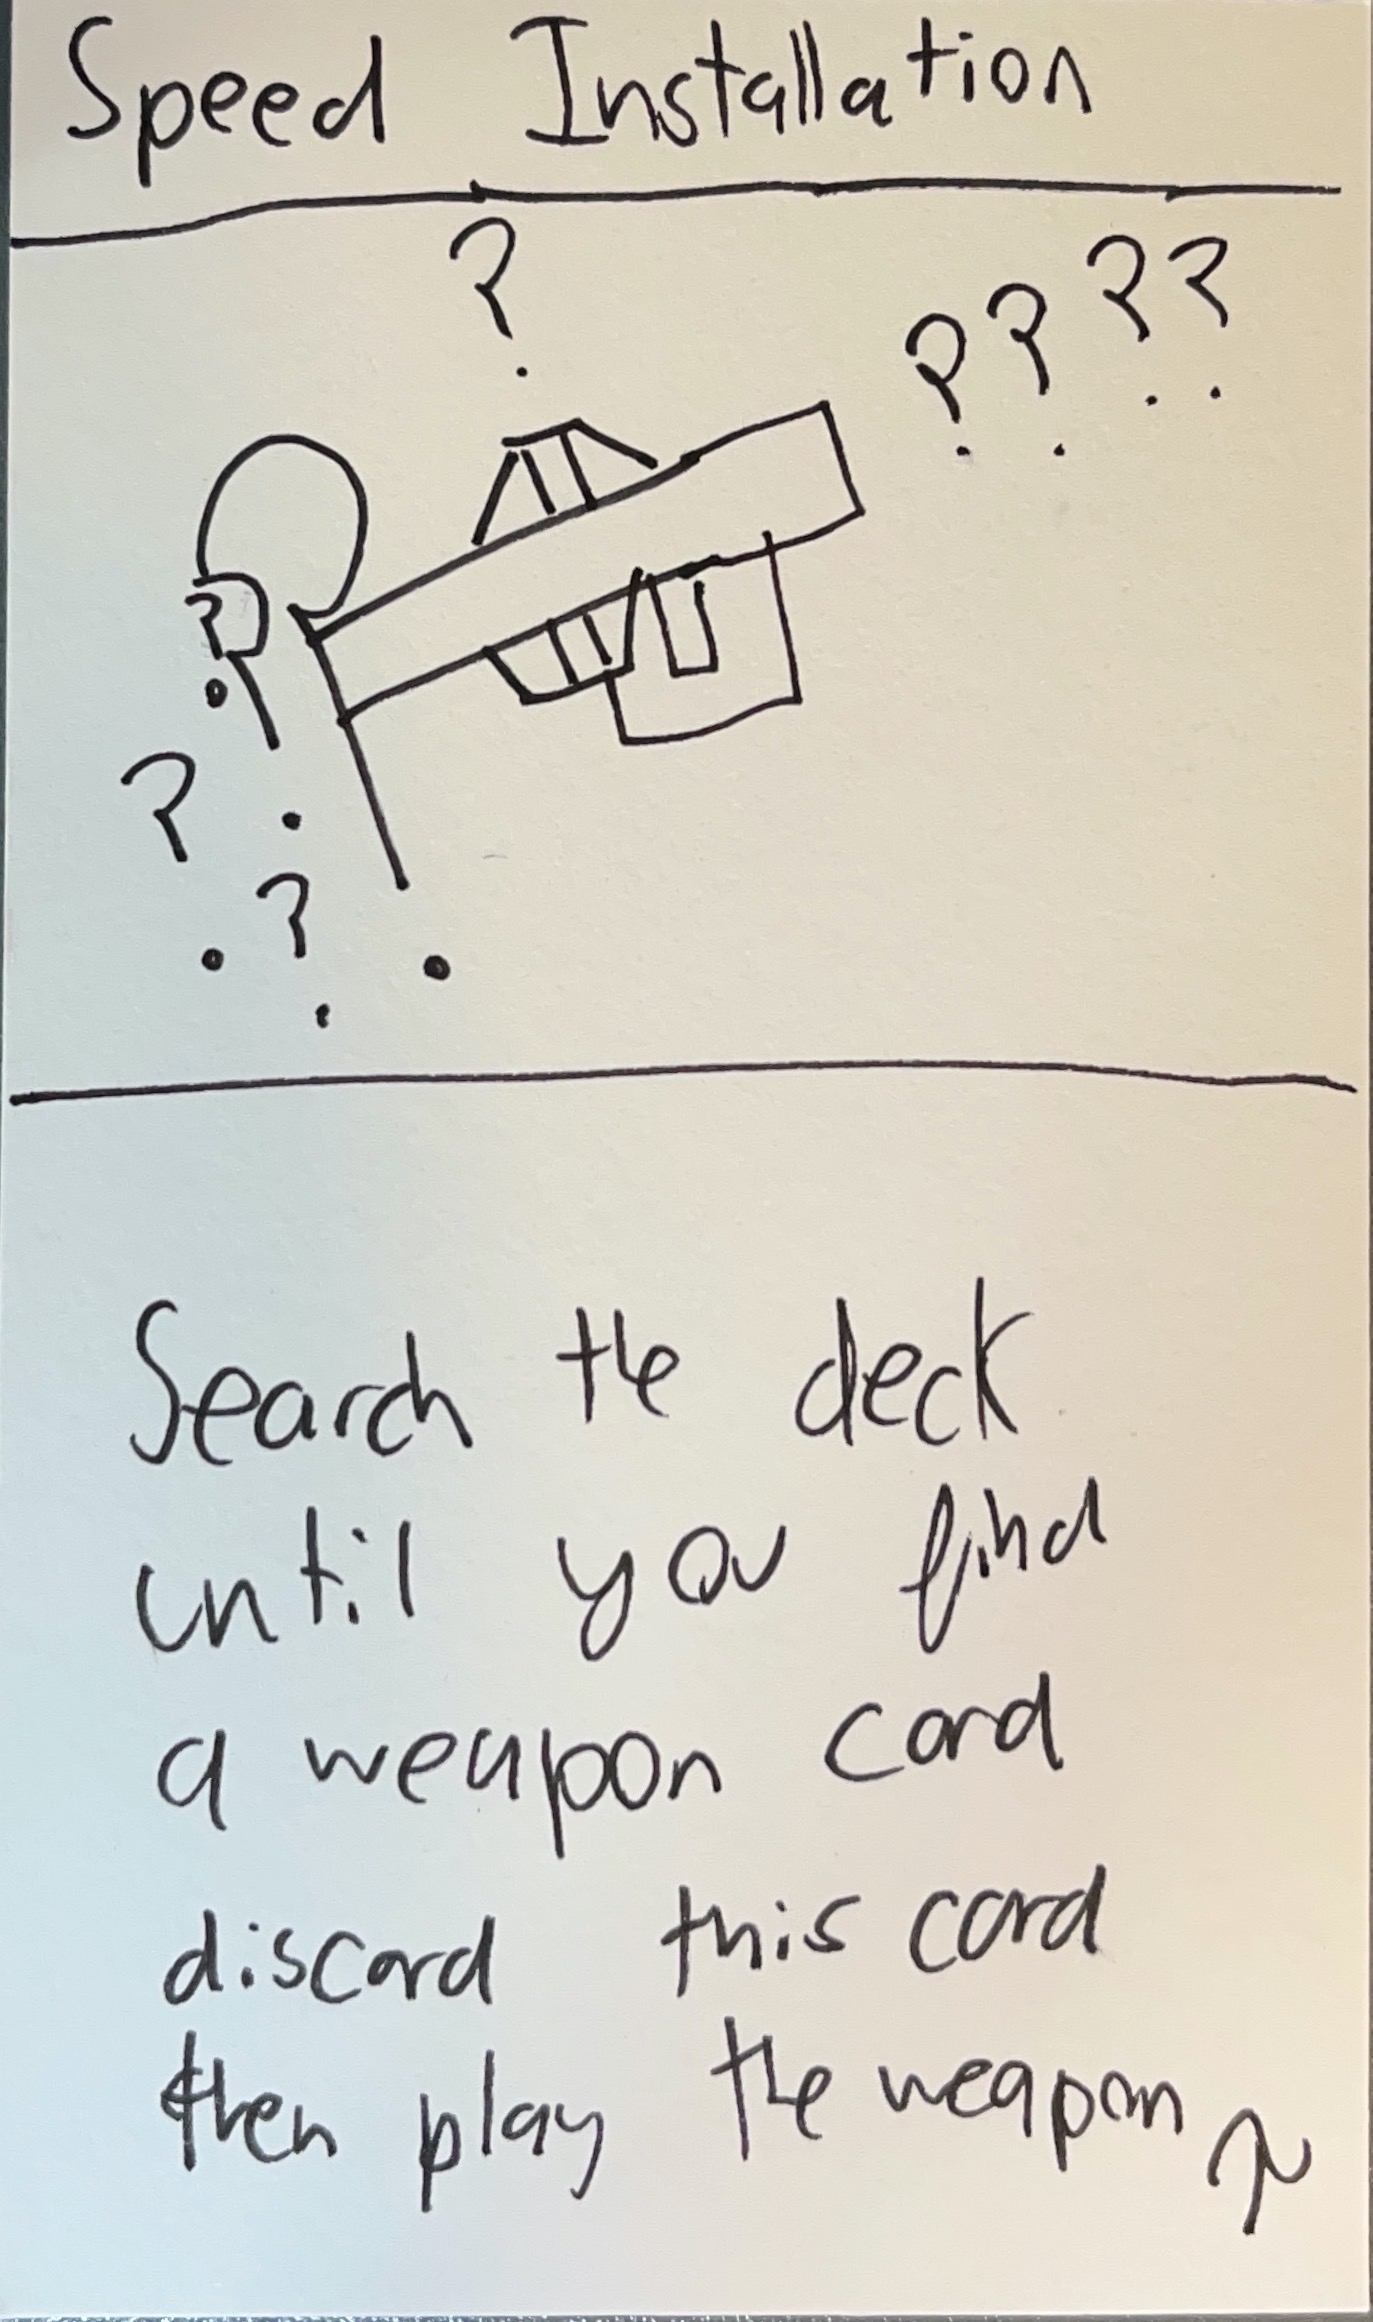 Speed Installation
?
? ? ? ?
?
?
?
Search the deck
until you find
a weapon card
discard this card
then play the weapon